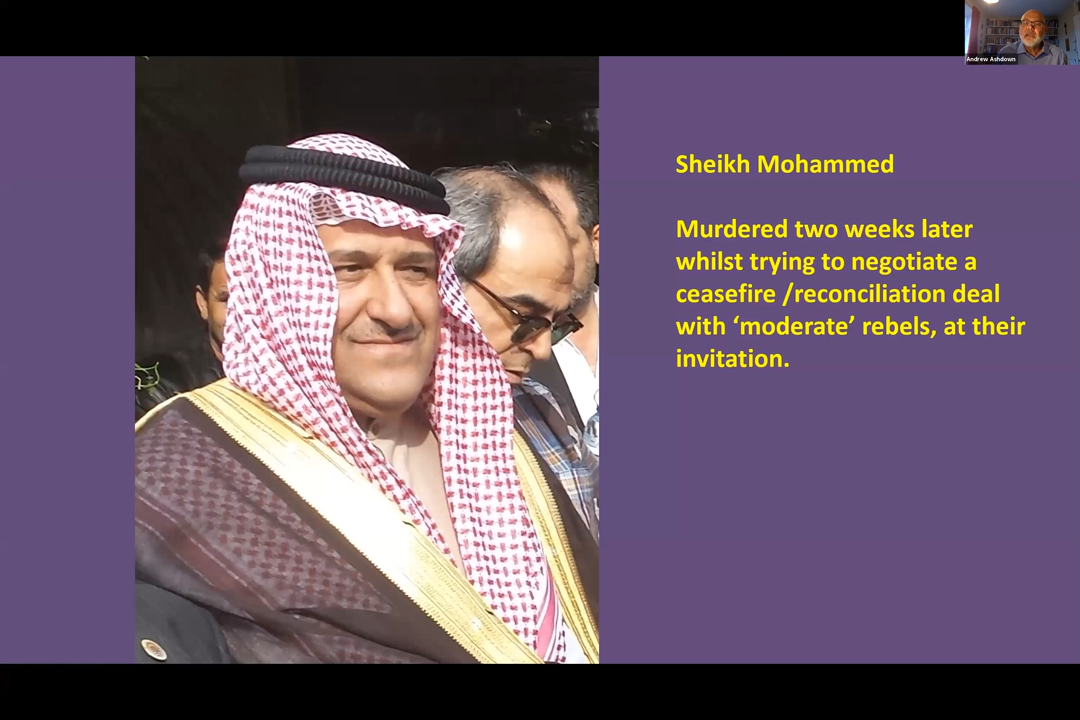 Andrew Ashdown
Sheikh Mohammed
Murdered two weeks later
whilst trying to negotiate a
ceasefire /reconciliation deal
with ‘moderate’ rebels, at their
invitation.